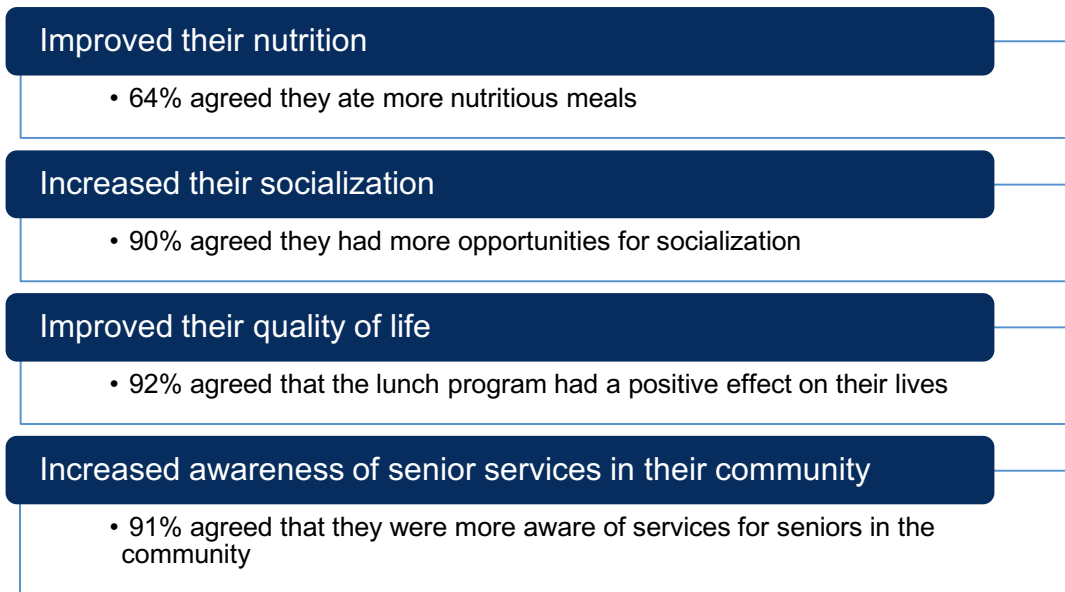 Improved their nutrition
• 64% agreed they ate more nutritious meals
Increased their socialization
• 90% agreed they had more opportunities for socialization
Improved their quality of life
• 92% agreed that the lunch program had a positive effect on their lives
Increased awareness of senior services in their community
• 91% agreed that they were more aware of services for seniors in the
community